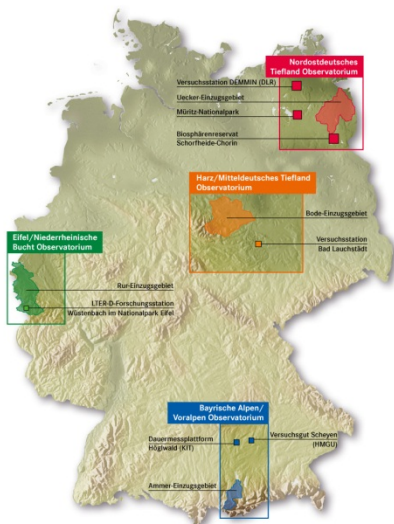 Nordostdeutsches
Tiefland Observatorium
Versuchsstation DEMMIN (DLR)
Uecker-Einzugsgebiet
Müritz-Nationalpark
Biosphärenreservat
Schorfheide-Chorin
Harz/Mitteldeutsches Tiefland
Observatorium
Bode-Einzugsgebiet
Versuchsstation
Bad Lauchstädt
Eifel/Niederrheinische
Bucht Observatorium
Rur-Einzugsgebiet
LTER-D-Forschungsstation
Wüstenbach im Nationalpark Eifel
Bayrische Alpen/
Voralpen Observatorium
Dauermessplattform
Höglwald (KIT)
Versuchsgut Scheyen
(HMGU)
Ammer-Einzugsgebiet